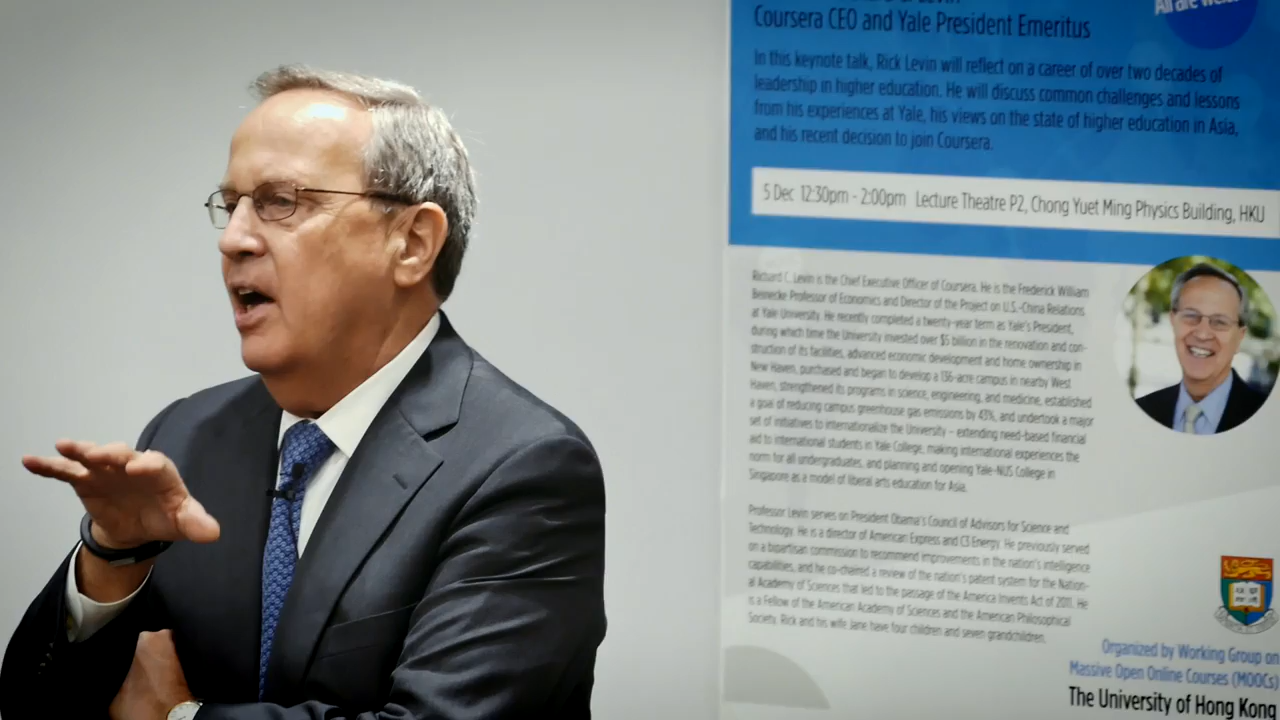 All are
Coursera CEO and Yale President Emeritus
In this keynote talk, Rick Levin will reflect on a career of over two decades of
leadership in higher education. He will discuss common challenges and lessons
from his experiences at Yale, his views on the state of higher education in Asia,
and his recent decision to join Coursera.
5 Dec 12:30pm - 2:00pm Lecture Theatre P2, Chong Yuet Ming Physics Building, HKU
Richard C. Levin is the Chief Executive Officer of Coursera. He is the Frederick William
Beinecke Professor of Economics and Director of the Project on U.S.-China Relations
at Yale University. He recently completed a twenty-year term as Yale's President,
during which time the University invested over $5 billion in the renovation and con-
struction of its facilities, advanced economic development and home ownership in
New Haven, purchased and began to develop a 136-acre campus in nearby West
Haven, strengthened its programs in science, engineering, and medicine, established
a goal of reducing campus greenhouse gas emissions by 43%, and undertook a major
set of initiatives to internationalize the University – extending need-based financial
aid to international students in Yale College, making international experiences the
norm for all undergraduates, and planning and opening Yale-NUS College in
Singapore as a model of liberal arts education for Asia.
Professor Levin serves on President Obama's Council of Advisors for Science and
Technology. He is a director of American Express and C3 Energy. He previously served
on a bipartisan commission to recommend improvements in the nation's intelligence
capabilities, and he co-chaired a review of the nation's patent system for the Nation-
al Academy of Sciences that led to the passage of the America Invents Act of 2011. He
is a Fellow of the American Academy of Sciences and the American Philosophical
Society. Rick and his wife Jane have four children and seven grandchildren.
Organized by Working Group on
Massive Open Online Courses (MOOCs)
The University of Hong Kong